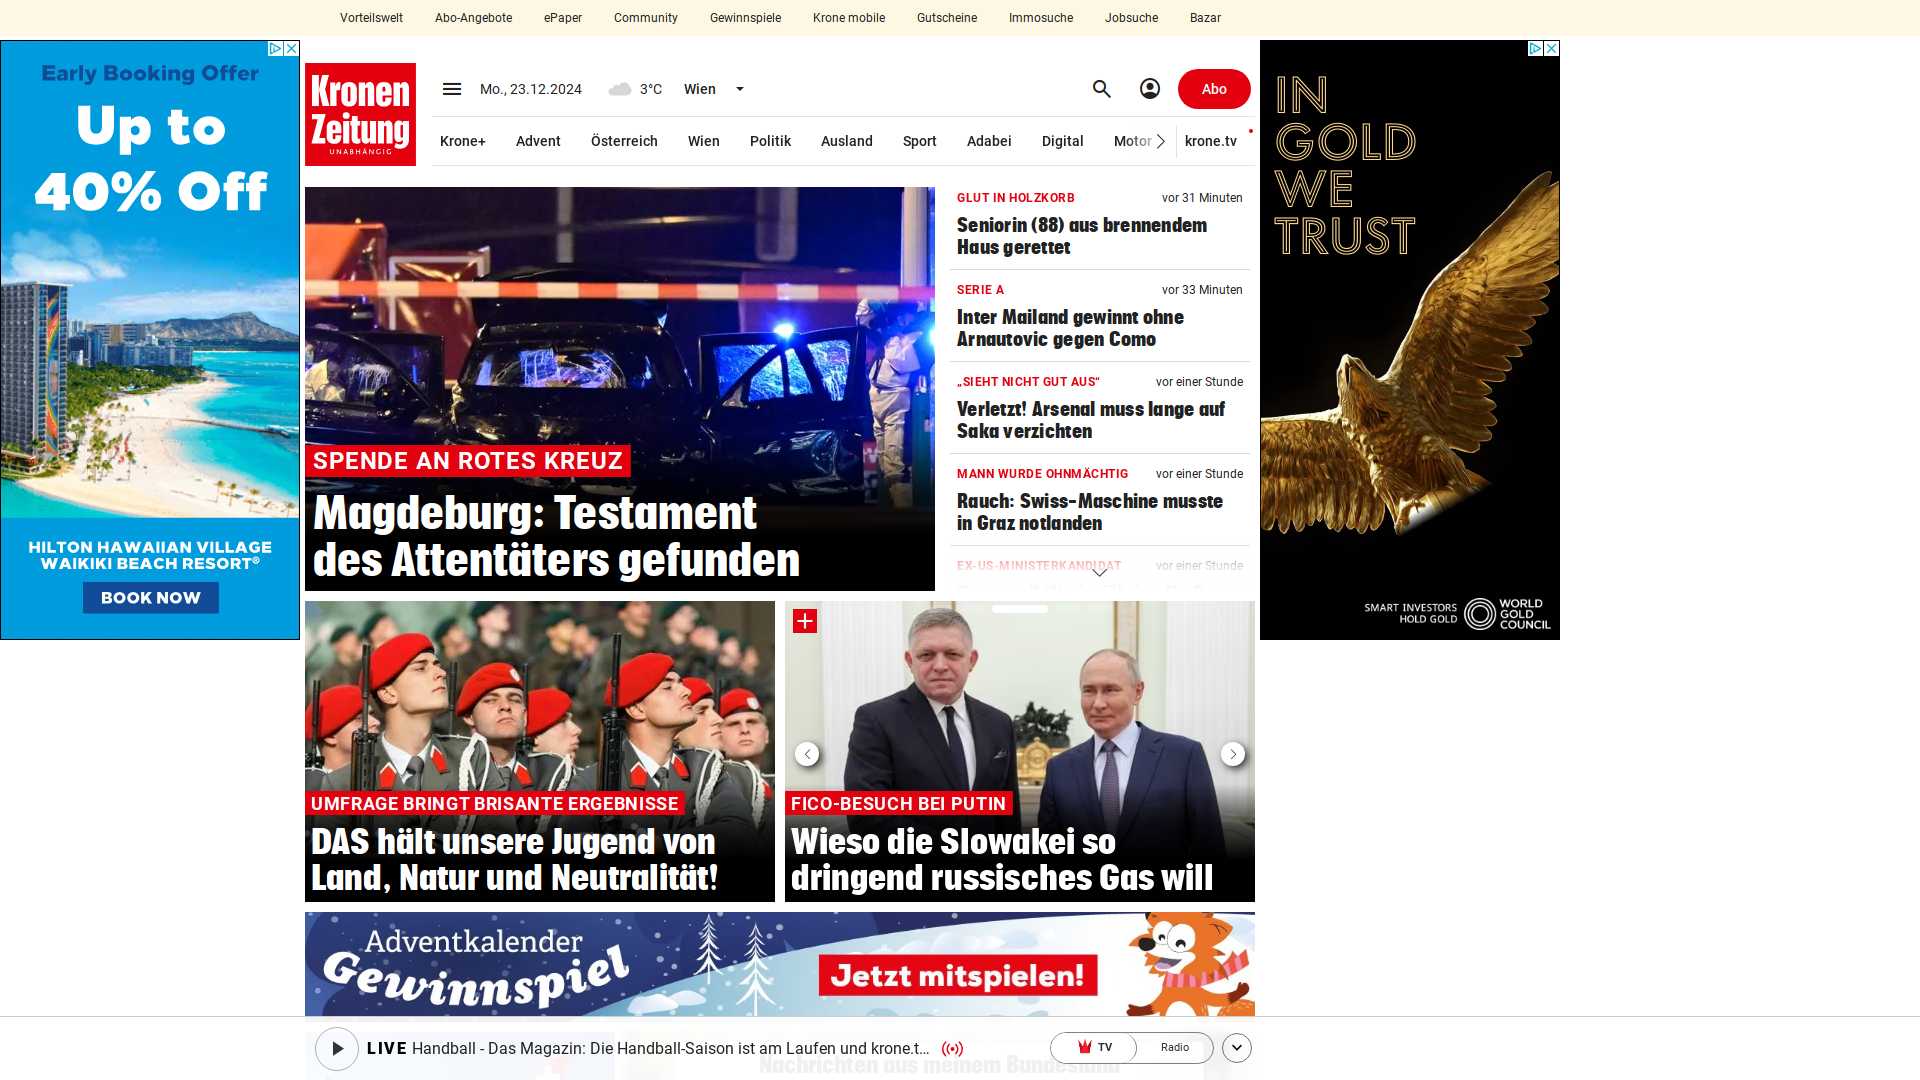 Vorteilswelt
Abo-Angebote
ePaper
Community
Gewinnspiele
Krone mobile
Gutscheine
Immosuche
Jobsuche
Bazar
Early Booking Offer
Up to
40% Off
HILTON HAWAIIAN VILLAGE
WAIKIKI BEACH RESORT®
BOOK NOW
Kronen
Zeitung
UNABHÄNGIG
Mo., 23.12.2024
3°C
Wien
Abo
Krone+
Advent
Österreich
Wien
Politik
Ausland
Sport
Adabei
Digital
Motor
krone.tv
SPENDE AN ROTES KREUZ
Magdeburg: Testament
des Attentäters gefunden
GLUT IN HOLZKORB
vor 31 Minuten
Seniorin (88) aus brennendem
Haus gerettet
SERIE A
vor 33 Minuten
Inter Mailand gewinnt ohne
Arnautovic gegen Como
„SIEHT NICHT GUT AUS“
vor einer Stunde
Verletzt! Arsenal muss lange auf
Saka verzichten
MANN WURDE OHNMÄCHTIG
vor einer Stunde
Rauch: Swiss-Maschine musste
in Graz notlanden
EX-US-MINISTERKANDIDAT
vor einer Stunde
UMFRAGE BRINGT BRISANTE ERGEBNISSE
DAS hält unsere Jugend von
Land, Natur und Neutralität!
FICO-BESUCH BEI PUTIN
Wieso die Slowakei so
dringend russisches Gas will
IN
GOLD
WE
TRUST
SMART INVESTORS
HOLD GOLD
WORLD
GOLD
COUNCIL
Adventkalender
Gewinnspiel
Jetzt mitspielen!
LIVE Handball - Das Magazin: Die Handball-Saison ist am Laufen und krone.t...
TV
Radio
Nachrichten aus meinem Bundesland